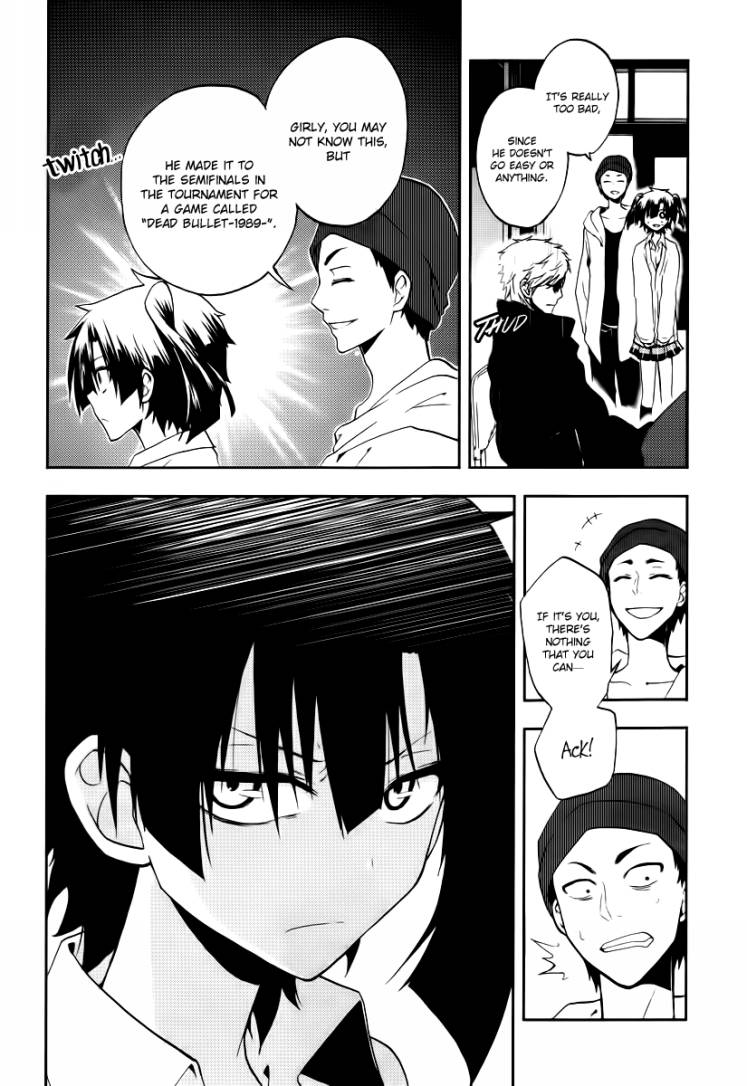 IT'S REALLY
TOO BAD,
SINCE
HE DOESN'T
GO EASY OR
ANYTHING.
THUD
GIRLY, YOU MAY
NOT KNOW THIS,
BUT
HE MADE IT TO
THE SEMIFINALS IN
THE TOURNAMENT FOR
A GAME CALLED
"DEAD BULLET-1989-".
twitch...
IF IT'S YOU,
THERE'S
NOTHING
THAT YOU
CAN—
ACK!